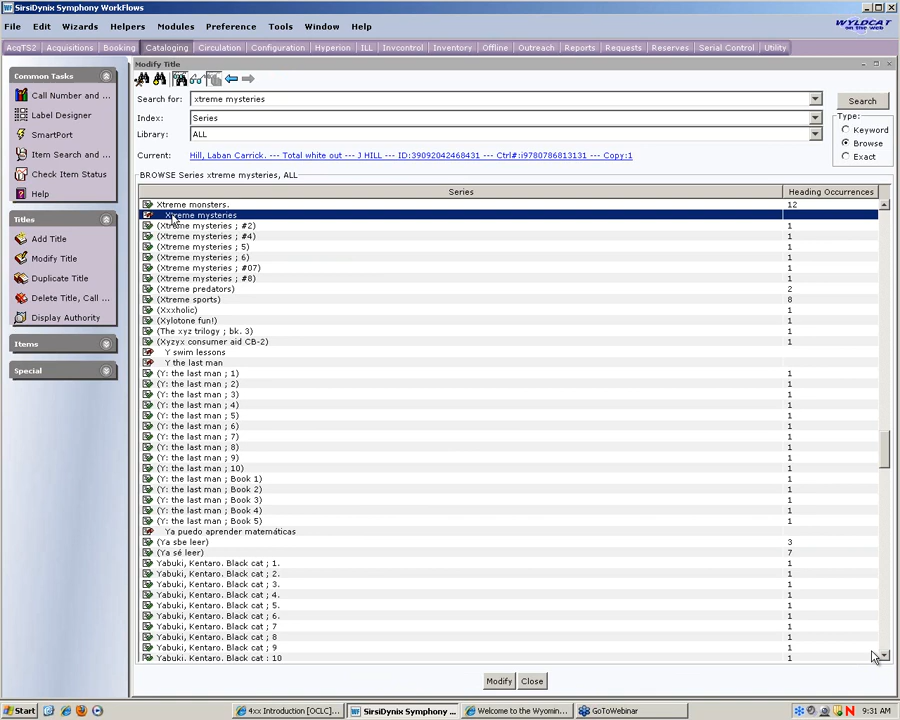 SirsiDynix Symphony WorkFlows
File Edit Wizards Helpers Modules Preference Tools Window Help
WYLDCAT
on the Web
AcqTS2 Acquisitions Booking Cataloging Circulation Configuration Hyperion ILL Invcontrol Inventory Offline Outreach Reports Requests Reserves Serial Control Utility
Common Tasks
Call Number and ...
Label Designer
SmartPort
Item Search and ...
Check Item Status
Help
Titles
Add Title
Modify Title
Duplicate Title
Delete Title, Call ...
Display Authority
Items
Special
Modify Title
Search for: xtreme mysteries
Search
Index: Series
Library: ALL
Type:
Keyword
Browse
Exact
Current: Hill, Laban Carrick. --- Total white out --- J HILL --- ID:39092042468431 --- Ctrl#:i9780786813131 --- Copy:1
BROWSE Series xtreme mysteries, ALL
Series Heading Occurrences
Xtreme monsters. 12
Xtreme mysteries
(Xtreme mysteries ; #2) 1
(Xtreme mysteries ; #4) 1
(Xtreme mysteries ; 5) 1
(Xtreme mysteries ; 6) 1
(Xtreme mysteries ; #07) 1
(Xtreme mysteries ; #8) 1
(Xtreme predators) 2
(Xtreme sports) 8
(Xxxholic) 1
(Xylotone fun!) 1
(The xyz trilogy ; bk. 3) 1
(Xyzyx consumer aid CB-2) 1
Y swim lessons
Y the last man
(Y: the last man ; 1) 1
(Y: the last man ; 2) 1
(Y: the last man ; 3) 1
(Y: the last man ; 4) 1
(Y: the last man ; 5) 1
(Y: the last man ; 6) 1
(Y: the last man ; 7) 1
(Y: the last man ; 8) 1
(Y: the last man ; 9) 1
(Y: the last man ; 10) 1
(Y: the last man ; Book 1) 1
(Y: the last man ; Book 2) 1
(Y: the last man ; Book 3) 1
(Y: the last man ; Book 4) 1
(Y: the last man ; Book 5) 1
Ya puedo aprender matemáticas
(Ya sbe leer) 3
(Ya sé leer) 7
Yabuki, Kentaro. Black cat ; 1. 1
Yabuki, Kentaro. Black cat ; 2. 1
Yabuki, Kentaro. Black cat ; 3. 1
Yabuki, Kentaro. Black cat ; 4. 1
Yabuki, Kentaro. Black cat ; 5. 1
Yabuki, Kentaro. Black cat ; 6. 1
Yabuki, Kentaro. Black cat ; 7 1
Yabuki, Kentaro. Black cat ; 8 1
Yabuki, Kentaro. Black cat ; 9 1
Yabuki, Kentaro. Black cat ; 10 1
Modify Close
Start 4xx Introduction [OCLC]... SirsiDynix Symphony ... Welcome to the Wyomin... GoToWebinar 9:31 AM